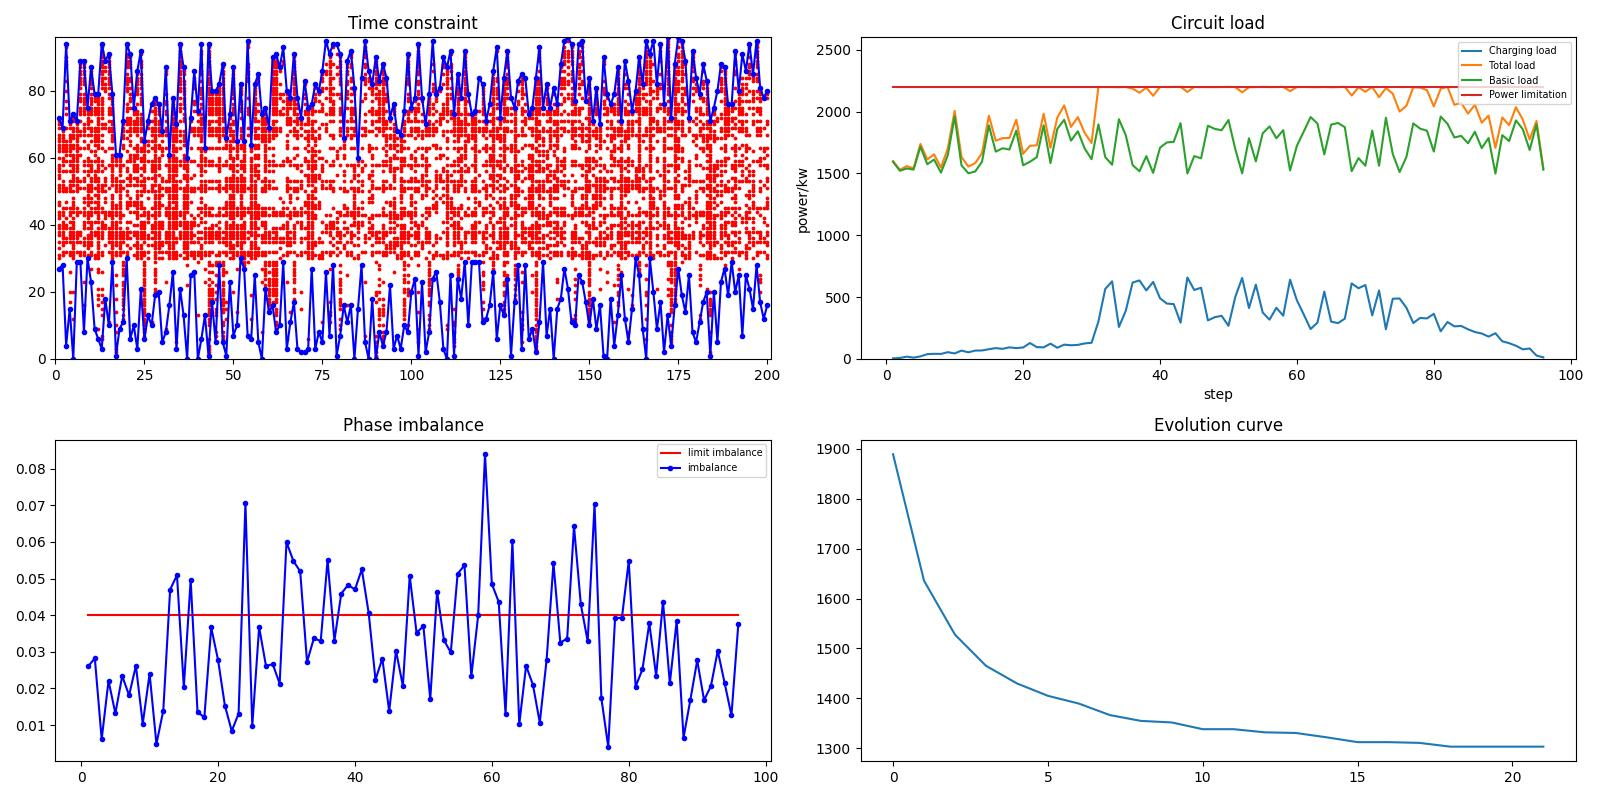 Time constraint
80
60
40
20
0
0 25 50 75 100 125 150 175 200
Circuit load
power/kw
2500
2000
1500
1000
500
0
Charging load
Total load
Basic load
Power limitation
0 20 40 60 80 100
step
Phase imbalance
0.08
0.07
0.06
0.05
0.04
0.03
0.02
0.01
limit imbalance
imbalance
0 20 40 60 80 100
Evolution curve
1900
1800
1700
1600
1500
1400
1300
0 5 10 15 20